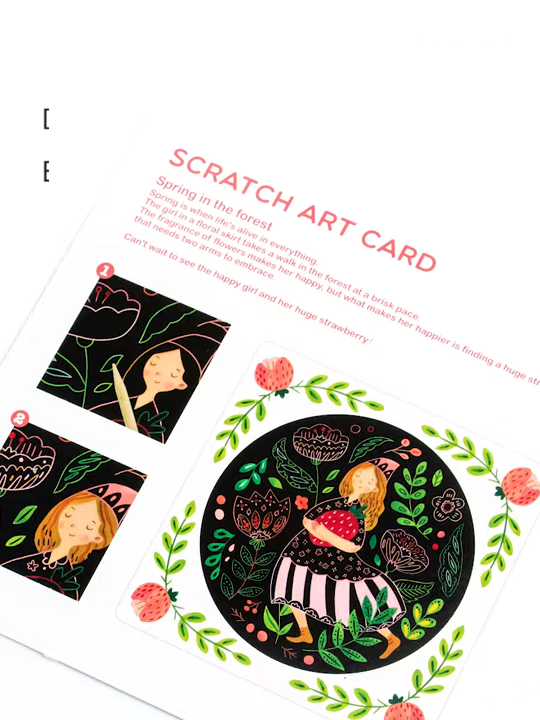 SCRATCH ART CARD
Spring in the forest
Spring is when life's alive in everything.
The girl in a floral skirt takes a walk in the forest at a brisk pace.
The fragrance of flowers makes her happy, but what makes her happier is finding a huge
that needs two arms to embrace.
Can't wait to see the happy girl and her huge strawberry!
1
2